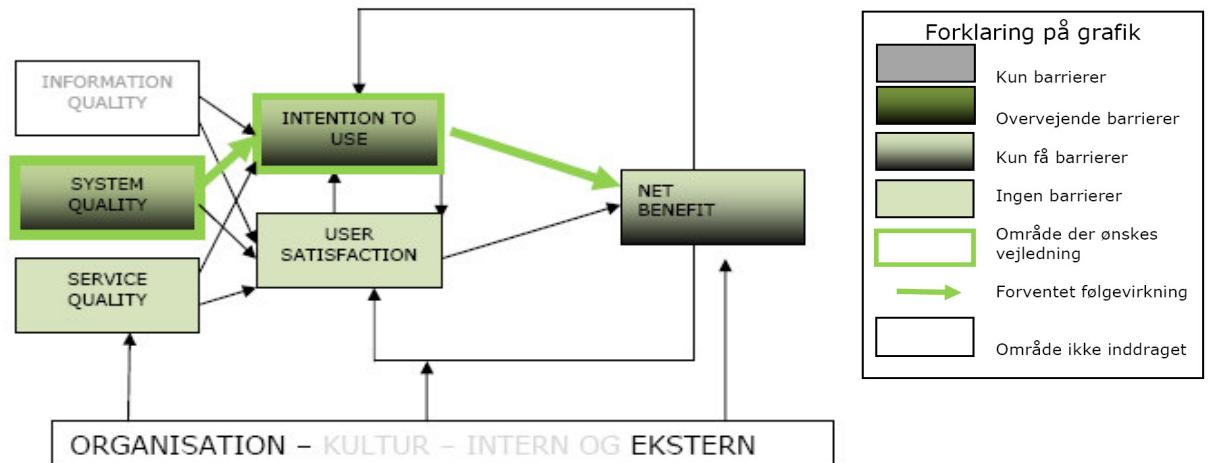 INFORMATION
QUALITY
SYSTEM
QUALITY
SERVICE
QUALITY
INTENTION TO
USE
USER
SATISFACTION
NET
BENEFIT
ORGANISATION – KULTUR – INTERN OG EKSTERN
Forklaring på grafik
Kun barrierer
Overvejende barrierer
Kun få barrierer
Ingen barrierer
Område der ønskes
vejledning
Forventet følgevirkning
Område ikke inddraget